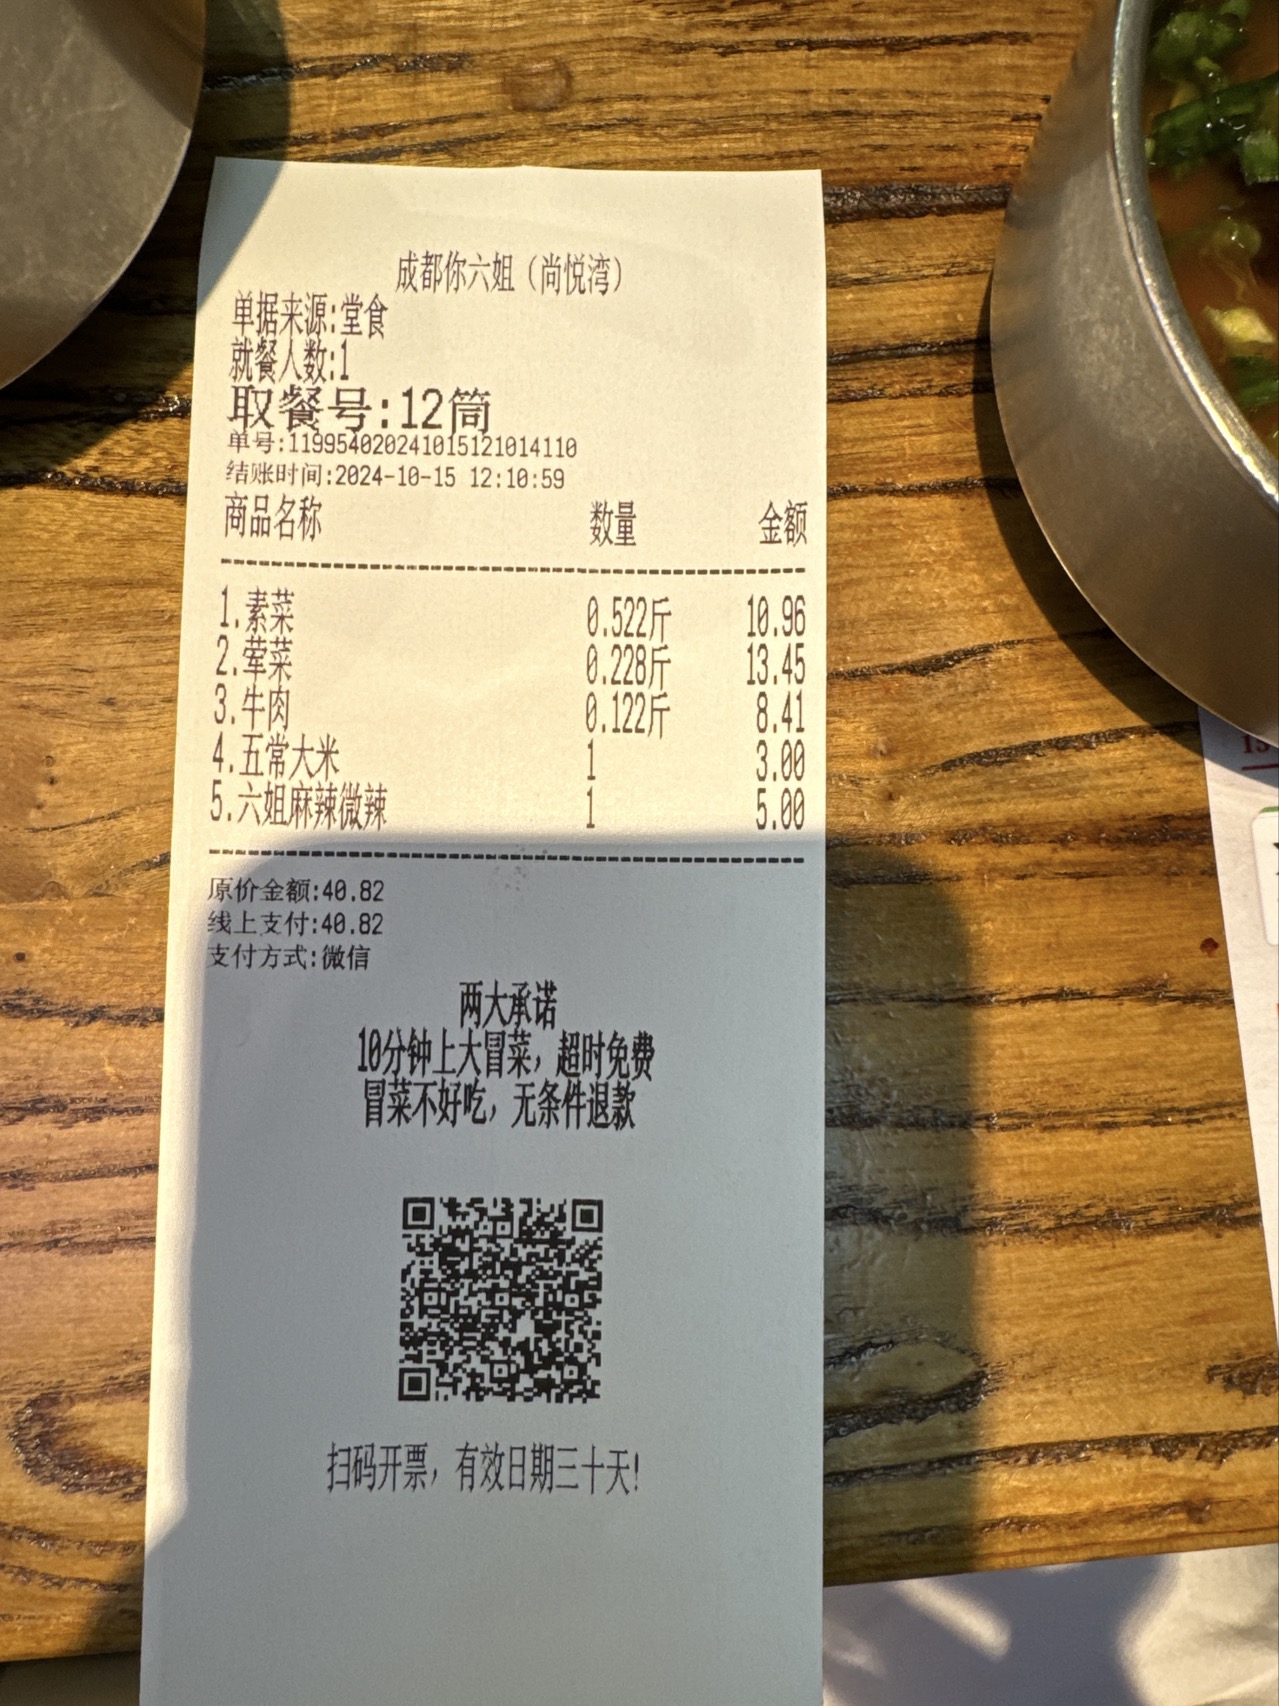 成都你六姐（尚悦湾）
单据来源:堂食
就餐人数:1
取餐号:12筒
单号:11995402024101512101​4110
结账时间:2024-10-15 12:10:59
商品名称 数量 金额
1.素菜 0.522斤 10.96
2.荤菜 0.228斤 13.45
3.牛肉 0.122斤 8.41
4.五常大米 1 3.00
5.六姐麻辣微辣 1 5.00
原价金额:40.82
线上支付:40.82
支付方式:微信
两大承诺
10分钟上大冒菜，超时免费
冒菜不好吃，无条件退款
扫码开票，有效日期三十天！